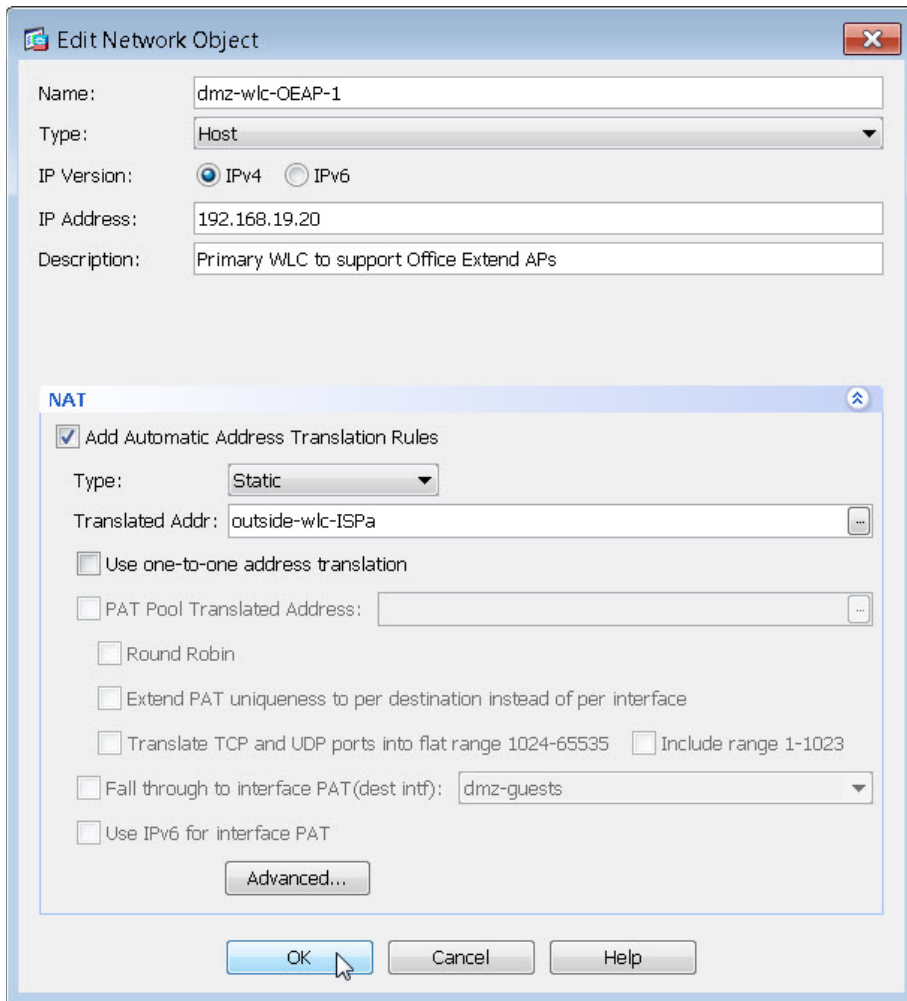 Edit Network Object
Name: dmz-wlc-OEAP-1
Type: Host
IP Version: IPv4 IPv6
IP Address: 192.168.19.20
Description: Primary WLC to support Office Extend APs
NAT
Add Automatic Address Translation Rules
Type: Static
Translated Addr: outside-wlc-ISPa ...
Use one-to-one address translation
PAT Pool Translated Address: ...
Round Robin
Extend PAT uniqueness to per destination instead of per interface
Translate TCP and UDP ports into flat range 1024-65535 Include range 1-1023
Fall through to interface PAT(dest intf): dmz-guests
Use IPv6 for interface PAT
Advanced...
OK Cancel Help